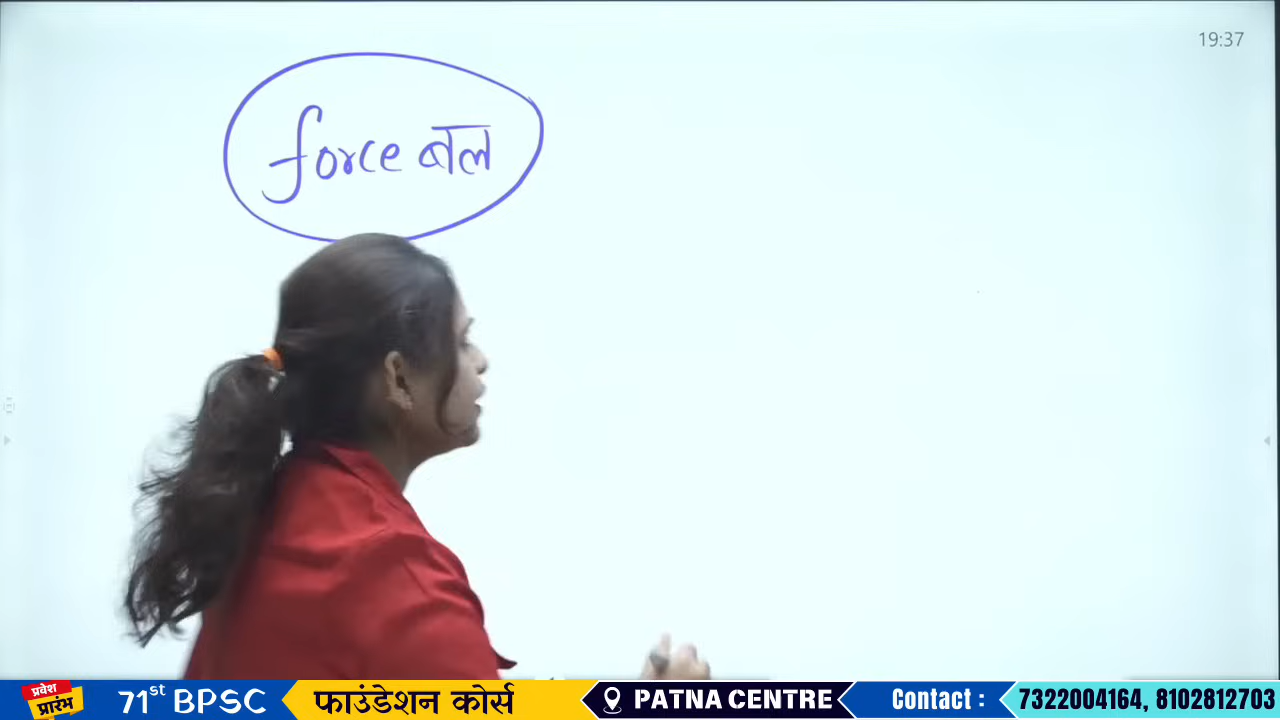 19:37
force बल
प्रवेश
प्रारंभ
71st BPSC
फाउंडेशन कोर्स
PATNA CENTRE
Contact :
7322004164, 8102812703